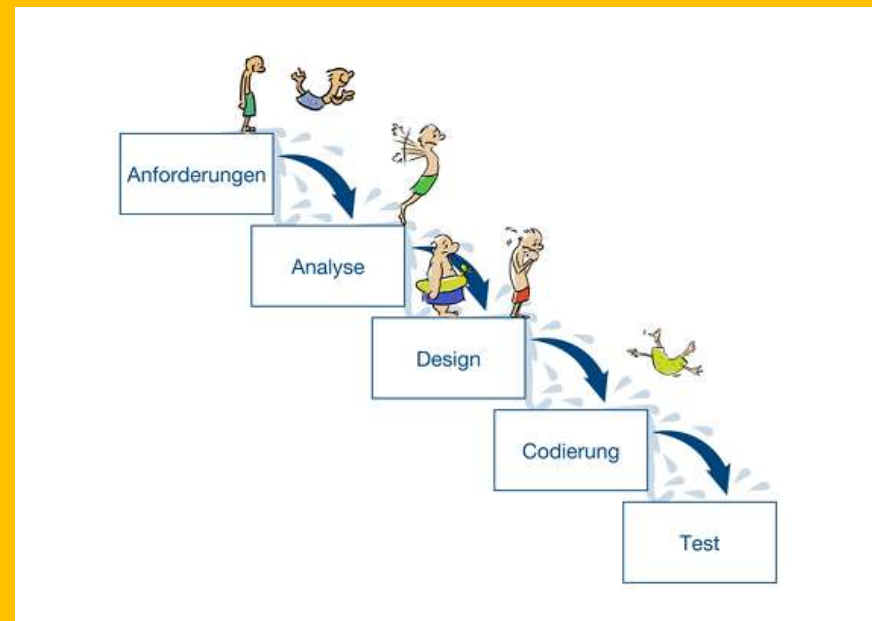 Anforderungen
Analyse
Design
Codierung
Test